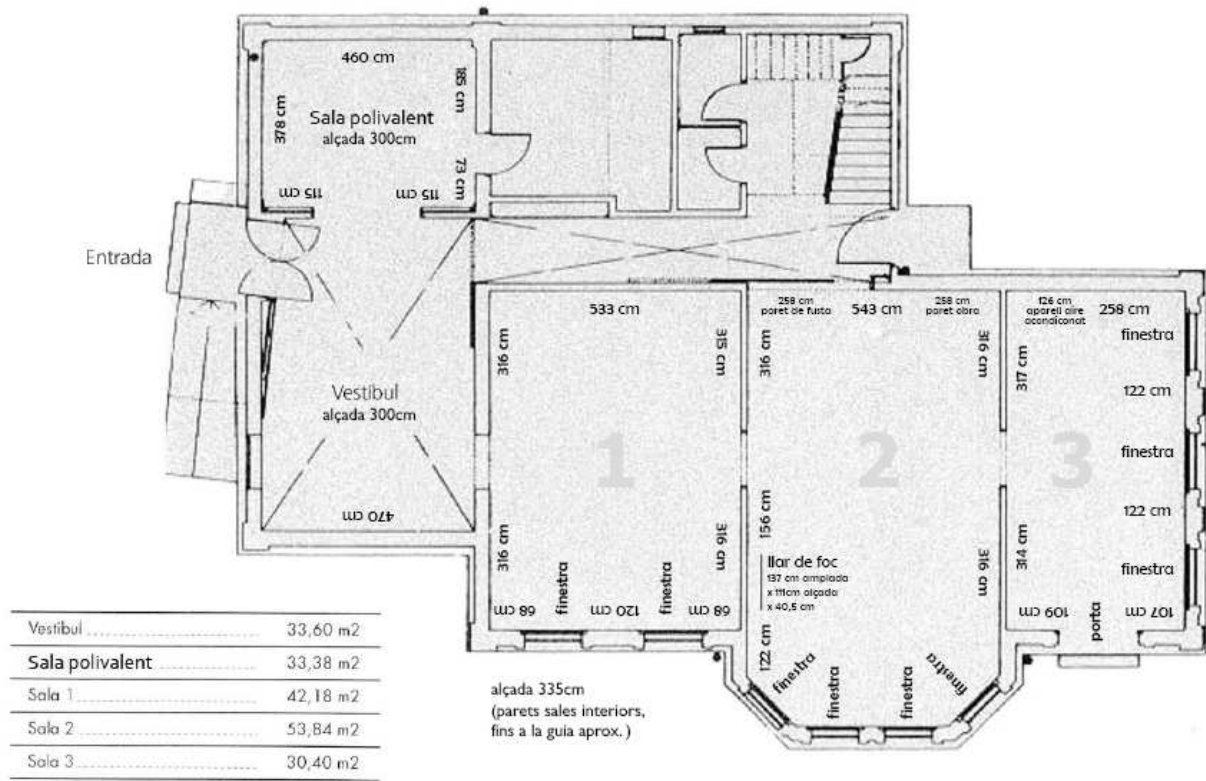 460 cm
185 cm
378 cm
Sala polivalent
alçada 300cm
73 cm
115 cm
115 cm
Entrada
Vestíbul
alçada 300cm
470 cm
533 cm
316 cm
315 cm
1
316 cm
316 cm
finestra
finestra
68 cm
120 cm
68 cm
258 cm
paret de fusta
543 cm
258 cm
paret obra
316 cm
316 cm
2
156 cm
llar de foc
137 cm amplada
x 111cm alçada
x 40,5 cm
316 cm
122 cm
finestra
finestra
finestra
finestra
126 cm
aparell aire
acondiconat
258 cm
finestra
317 cm
122 cm
3
finestra
122 cm
314 cm
finestra
109 cm
porta
107 cm
alçada 335cm
(parets sales interiors,
fins a la guia aprox.)
Vestíbul 33,60 m2
Sala polivalent 33,38 m2
Sala 1 42,18 m2
Sala 2 53,84 m2
Sala 3 30,40 m2